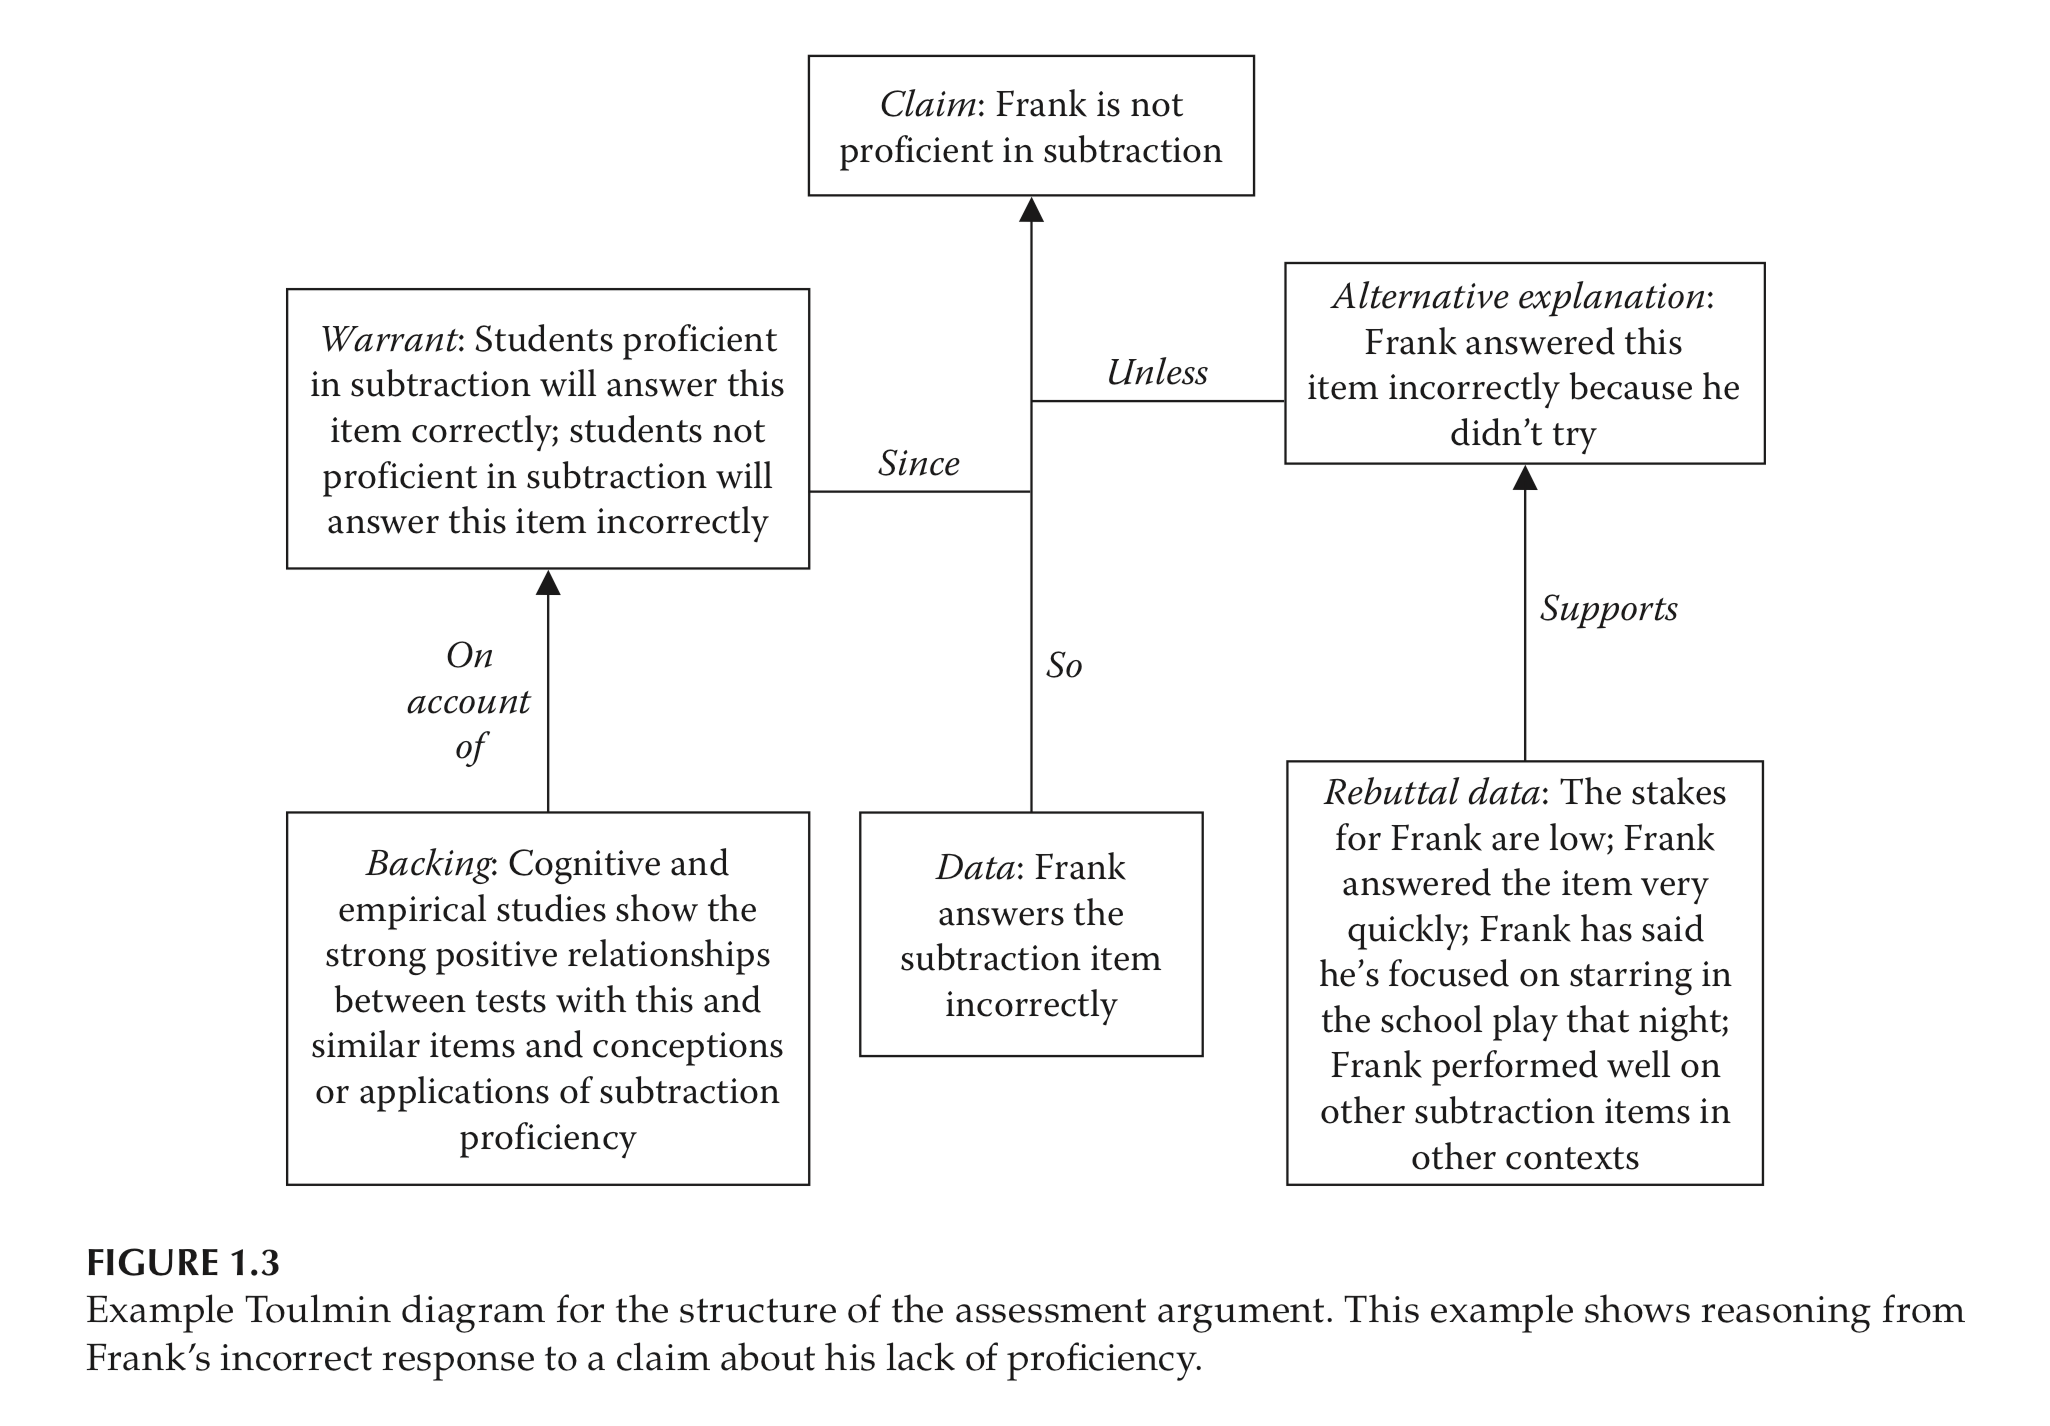 Claim: Frank is not
proficient in subtraction
Warrant: Students proficient
in subtraction will answer this
item correctly; students not
proficient in subtraction will
answer this item incorrectly
Since
Unless
Alternative explanation:
Frank answered this
item incorrectly because he
didn’t try
On
account
of
So
Supports
Backing: Cognitive and
empirical studies show the
strong positive relationships
between tests with this and
similar items and conceptions
or applications of subtraction
proficiency
Data: Frank
answers the
subtraction item
incorrectly
Rebuttal data: The stakes
for Frank are low; Frank
answered the item very
quickly; Frank has said
he’s focused on starring in
the school play that night;
Frank performed well on
other subtraction items in
other contexts
FIGURE 1.3
Example Toulmin diagram for the structure of the assessment argument. This example shows reasoning from
Frank’s incorrect response to a claim about his lack of proficiency.